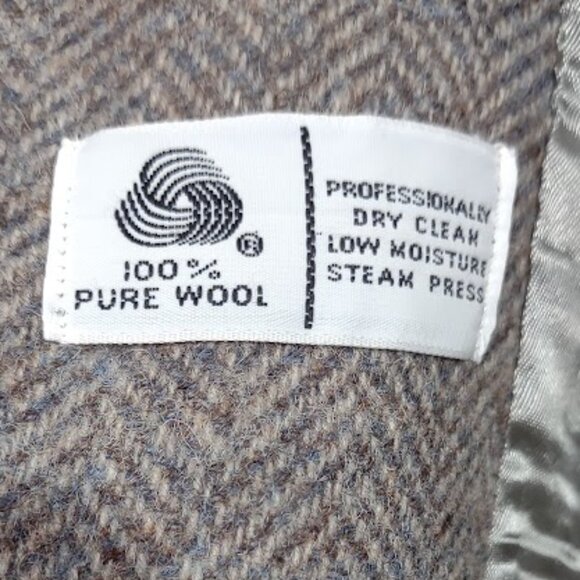 ®
100%
PURE WOOL
PROFESSIONALLY
DRY CLEAN
LOW MOISTURE
STEAM PRESS